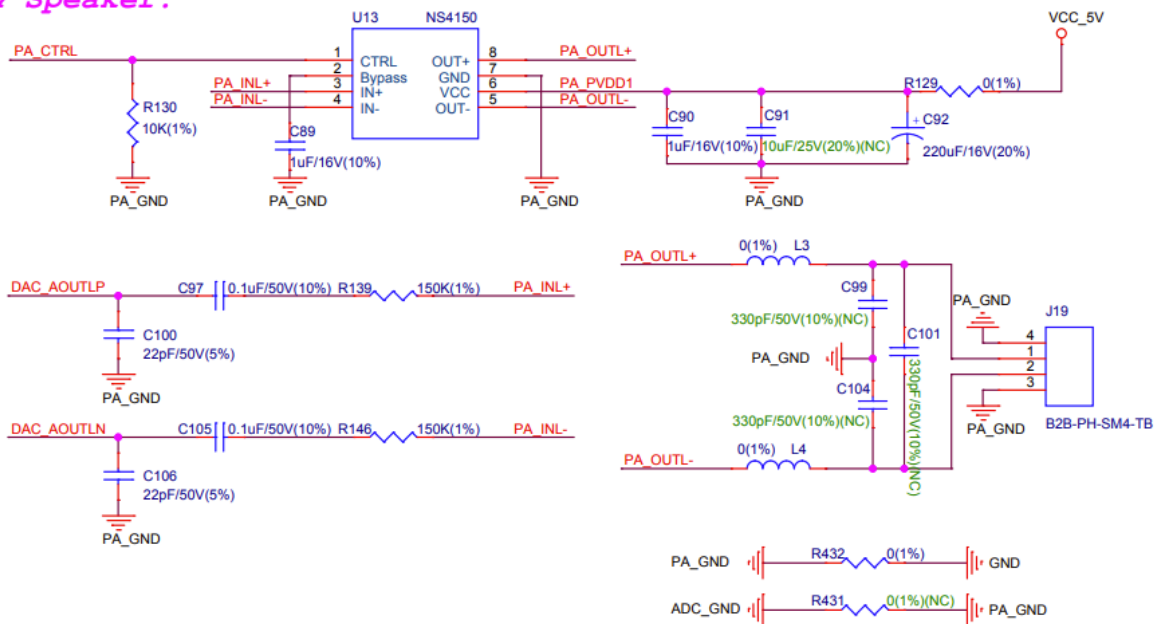 Speaker:
U13 NS4150
VCC_5V
PA_CTRL
1 CTRL OUT+ 8 PA_OUTL+
2 Bypass GND 7
PA_INL+ 3 IN+ VCC 6 PA_PVDD1
PA_INL- 4 IN- OUT- 5 PA_OUTL-
R129 0(1%)
R130
10K(1%)
C89
1uF/16V(10%)
C90
1uF/16V(10%)
C91
10uF/25V(20%)(NC)
+ C92
220uF/16V(20%)
PA_GND
PA_GND
PA_GND
PA_GND
DAC_AOUTLP C97 0.1uF/50V(10%) R139 150K(1%) PA_INL+
C100
22pF/50V(5%)
PA_GND
DAC_AOUTLN C105 0.1uF/50V(10%) R146 150K(1%) PA_INL-
C106
22pF/50V(5%)
PA_GND
PA_OUTL+ 0(1%) L3
C99
330pF/50V(10%)(NC)
PA_GND
C104
330pF/50V(10%)(NC)
C101
330pF/50V(10%)(NC)
PA_OUTL- 0(1%) L4
PA_GND
J19
4
1
2
3
PA_GND
B2B-PH-SM4-TB
PA_GND R432 0(1%) GND
ADC_GND R431 0(1%)(NC) PA_GND